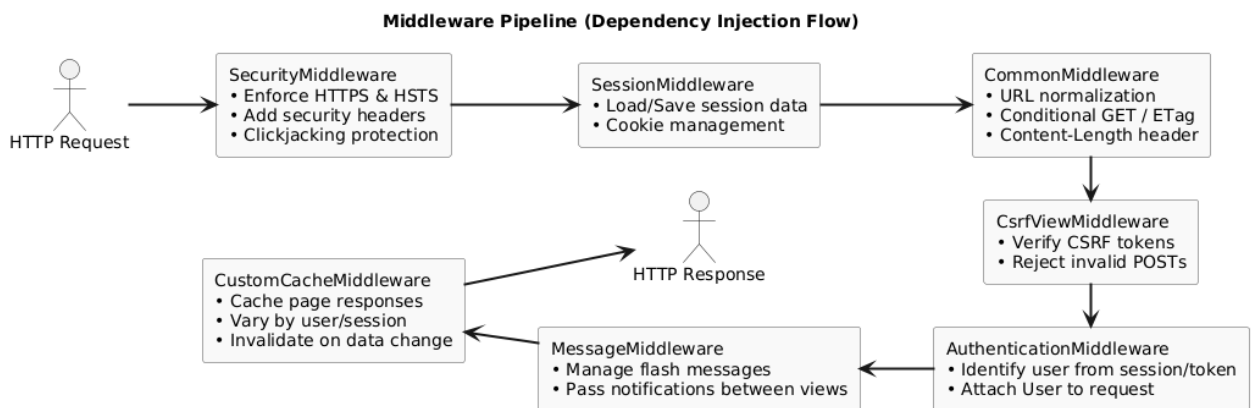 Middleware Pipeline (Dependency Injection Flow)
HTTP Request
SecurityMiddleware
• Enforce HTTPS & HSTS
• Add security headers
• Clickjacking protection
SessionMiddleware
• Load/Save session data
• Cookie management
CommonMiddleware
• URL normalization
• Conditional GET / ETag
• Content-Length header
CsrfViewMiddleware
• Verify CSRF tokens
• Reject invalid POSTs
AuthenticationMiddleware
• Identify user from session/token
• Attach User to request
MessageMiddleware
• Manage flash messages
• Pass notifications between views
CustomCacheMiddleware
• Cache page responses
• Vary by user/session
• Invalidate on data change
HTTP Response